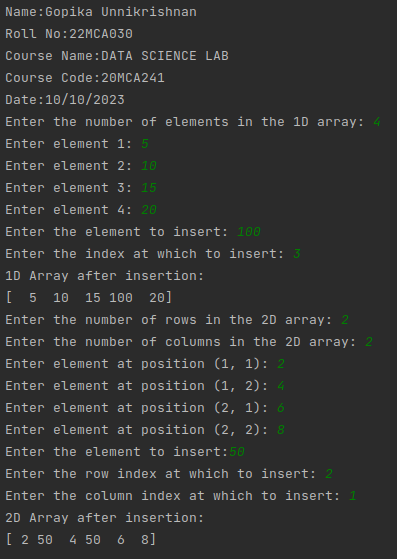 Name:Gopika Unnikrishnan
Roll No:22MCA030
Course Name:DATA SCIENCE LAB
Course Code:20MCA241
Date:10/10/2023
Enter the number of elements in the 1D array: 4
Enter element 1: 5
Enter element 2: 10
Enter element 3: 15
Enter element 4: 20
Enter the element to insert: 100
Enter the index at which to insert: 3
1D Array after insertion:
[  5  10  15 100  20]
Enter the number of rows in the 2D array: 2
Enter the number of columns in the 2D array: 2
Enter element at position (1, 1): 2
Enter element at position (1, 2): 4
Enter element at position (2, 1): 6
Enter element at position (2, 2): 8
Enter the element to insert:50
Enter the row index at which to insert: 2
Enter the column index at which to insert: 1
2D Array after insertion:
[ 2 50  4 50  6  8]